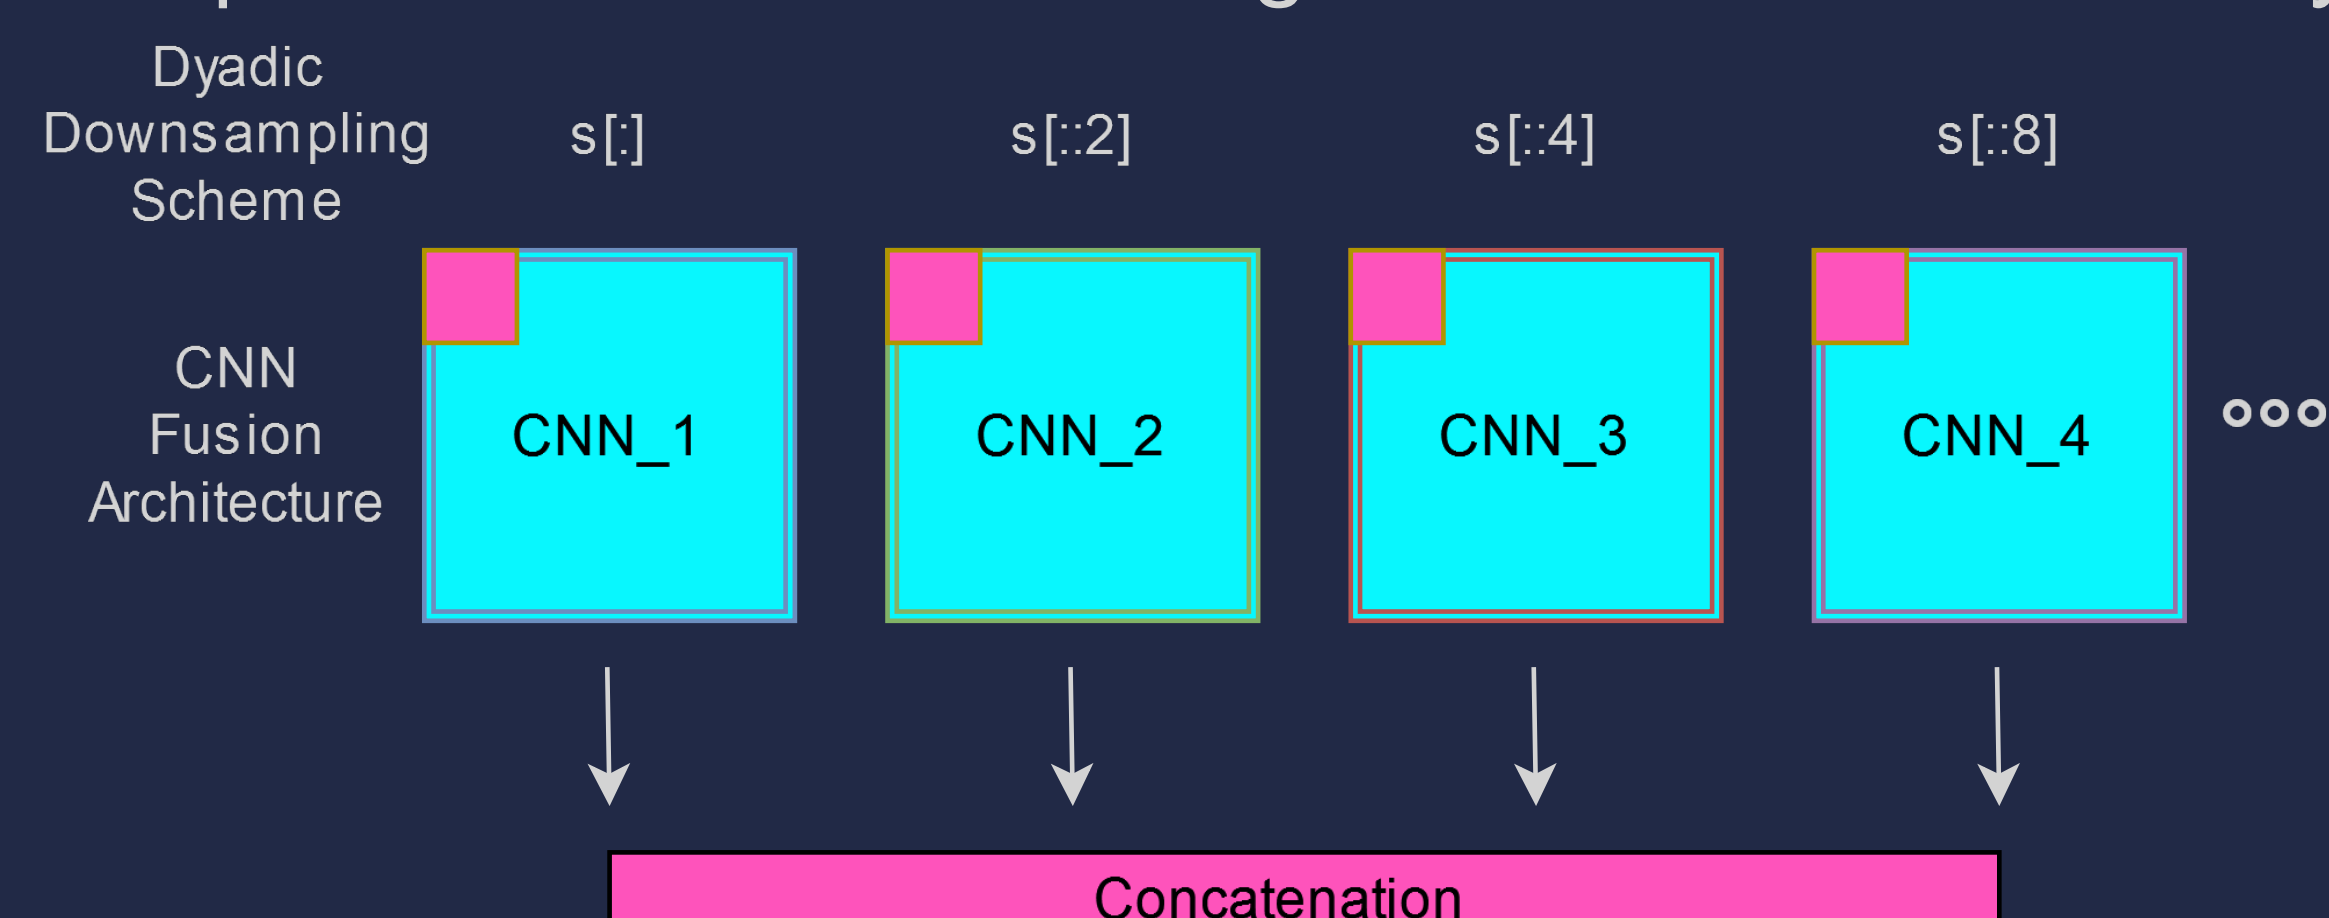 Dyadic
Downsampling
Scheme
s[:]
s[::2]
s[::4]
s[::8]
CNN
Fusion
Architecture
CNN_1
CNN_2
CNN_3
CNN_4
Concatenation